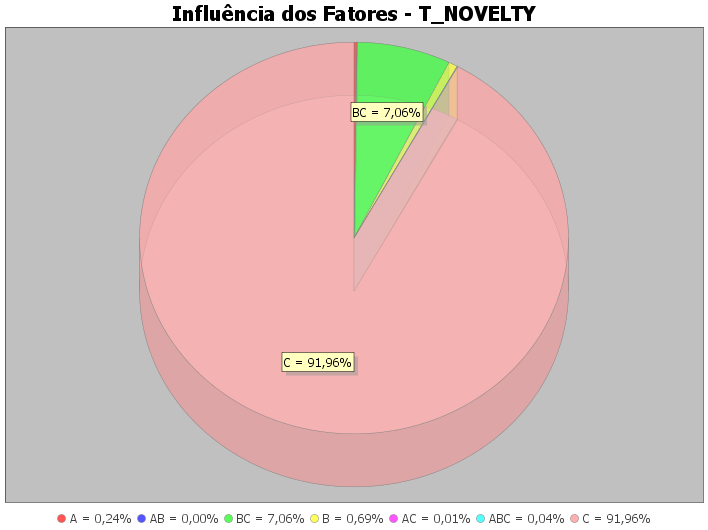 Influência dos Fatores - T_NOVELTY
BC = 7,06%
C = 91,96%
A = 0,24% AB = 0,00% BC = 7,06% B = 0,69% AC = 0,01% ABC = 0,04% C = 91,96%